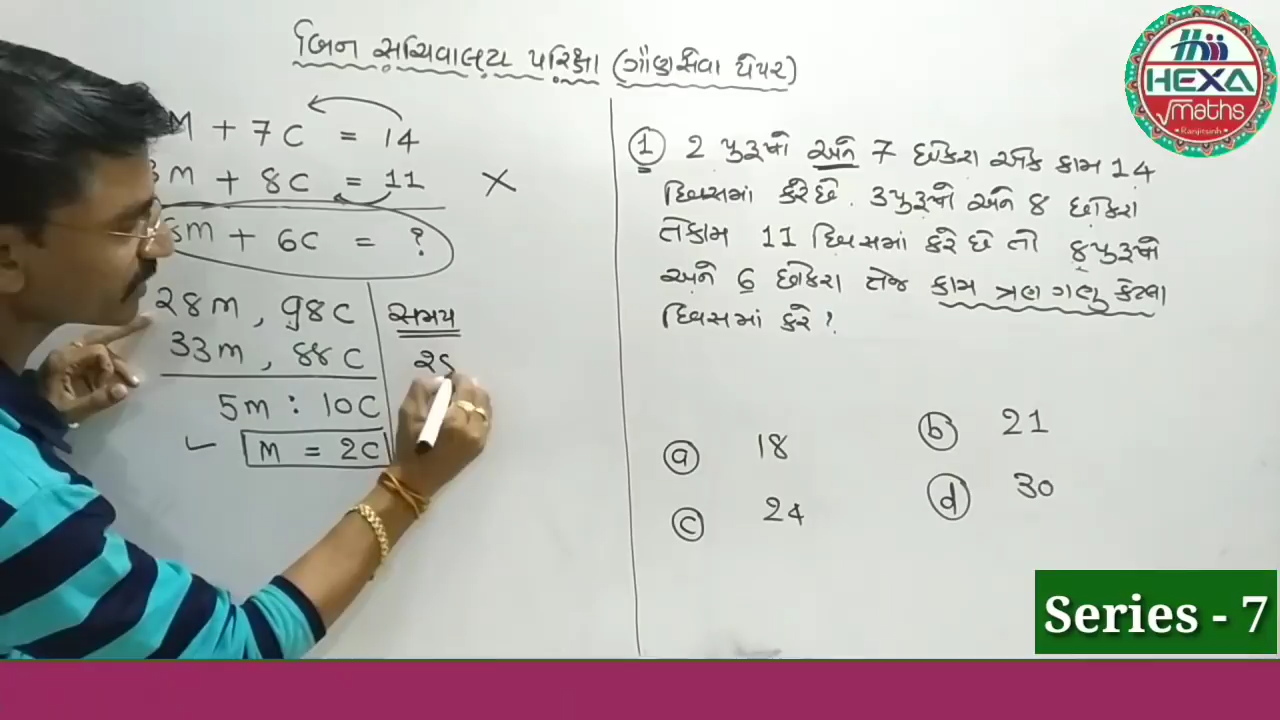 બિન સચિવાલય પરિક્ષા (ગૌણસેવા પેપર)
M + 7C = 14
3M + 8C = 11 ×
M + 6C = ?
28M, 98C
33M, 88C
5M : 10C
✓ M = 2C
સમય
① 2 પુરૂષો અને 7 છોકરા એક કામ 14
દિવસમાં કરે છે. 3 પુરૂષો અને 8 છોકરા
તે કામ 11 દિવસમાં કરે છે તો 8 પુરૂષો
અને 6 છોકરા તેજ કામ ત્રણ ગણુ કેટલા
દિવસમાં કરે ?
ⓐ 18
ⓑ 21
ⓒ 24
ⓓ 30
HEXA
√maths
Ranjitsinh
Series - 7